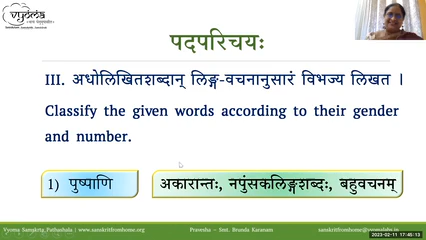 vyoma
पदपरिचयः
III. अधोलिखितशब्दान् लिङ्ग-वचनानुसारं विभज्य लिखत ।
Classify the given words according to their gender
and number.
1) पुष्पाणि
अकारान्तः, नपुंसकलिङ्गशब्दः, बहुवचनम्
Vyoma Samskrta Pathashala | www.sanskritfromhome.org
Pravesha – Smt. Brunda Karanam
sanskritfromhome@vyomalabs.in
2023-02-11 17:45:13